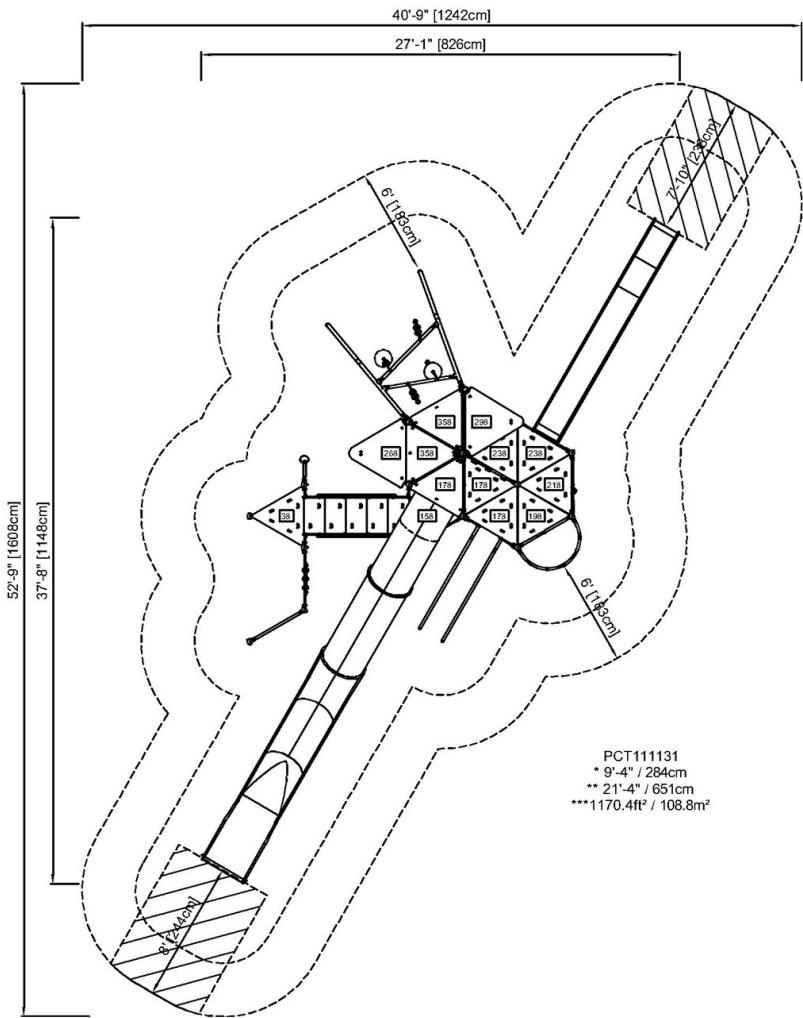 40'-9" [1242cm]
27'-1" [826cm]
7'-10" [238cm]
6' [183cm]
52'-9" [1608cm]
37'-8" [1148cm]
358
298
268
358
238
238
178
178
218
38
158
178
198
6' [183cm]
PCT111131
* 9'-4" / 284cm
** 21'-4" / 651cm
***1170.4ft² / 108.8m²
8' [244cm]